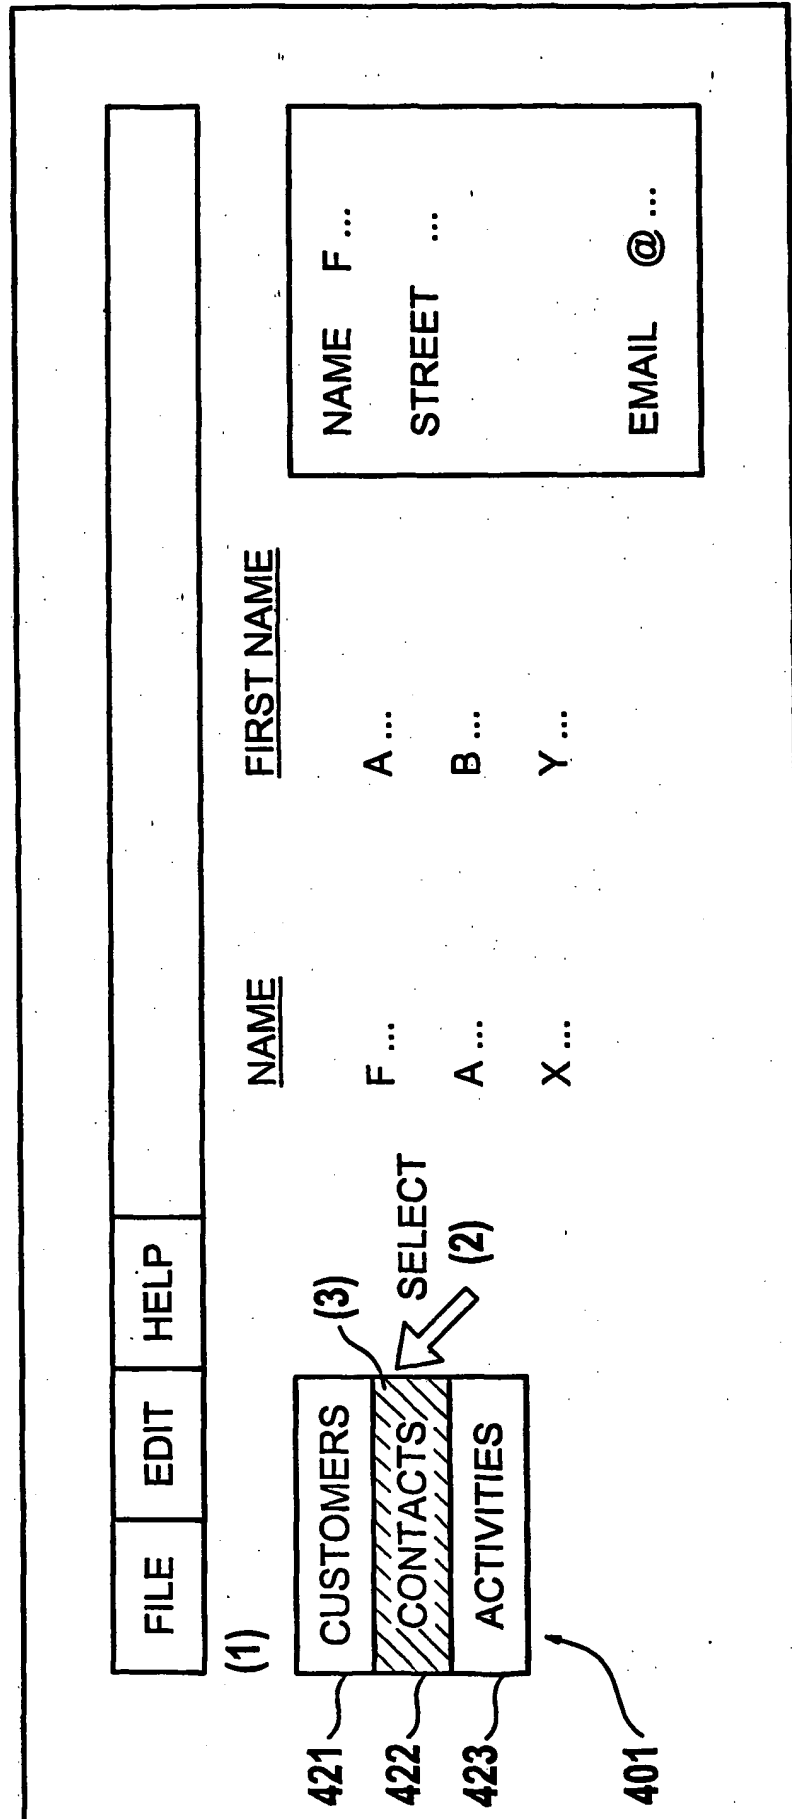 FILE EDIT HELP
(1)
NAME FIRST NAME
421 CUSTOMERS (3)
422 CONTACTS SELECT
(2)
423 ACTIVITIES
401
F ... A ...
A ... B ...
X ... Y ...
NAME F ...
STREET ...
EMAIL @ ...